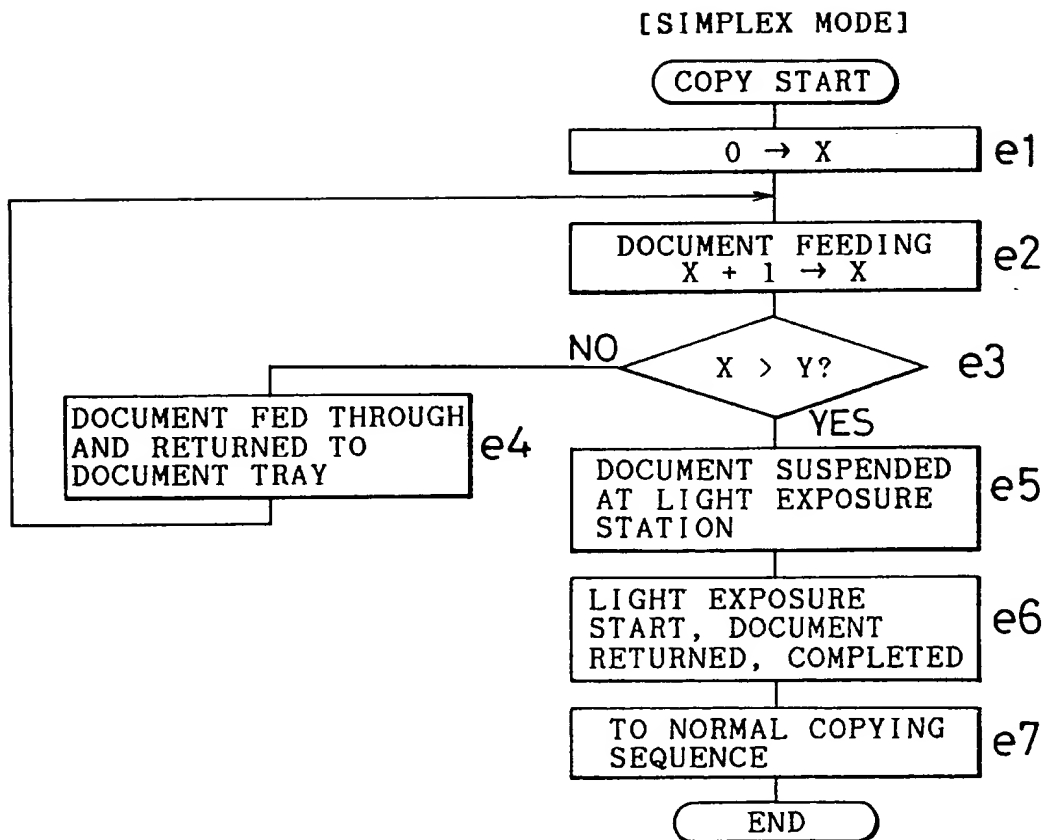 [SIMPLEX MODE]
COPY START
0 → X
e1
DOCUMENT FEEDING
X + 1 → X
e2
X > Y?
e3
NO
YES
DOCUMENT FED THROUGH
AND RETURNED TO
DOCUMENT TRAY
e4
DOCUMENT SUSPENDED
AT LIGHT EXPOSURE
STATION
e5
LIGHT EXPOSURE
START, DOCUMENT
RETURNED, COMPLETED
e6
TO NORMAL COPYING
SEQUENCE
e7
END